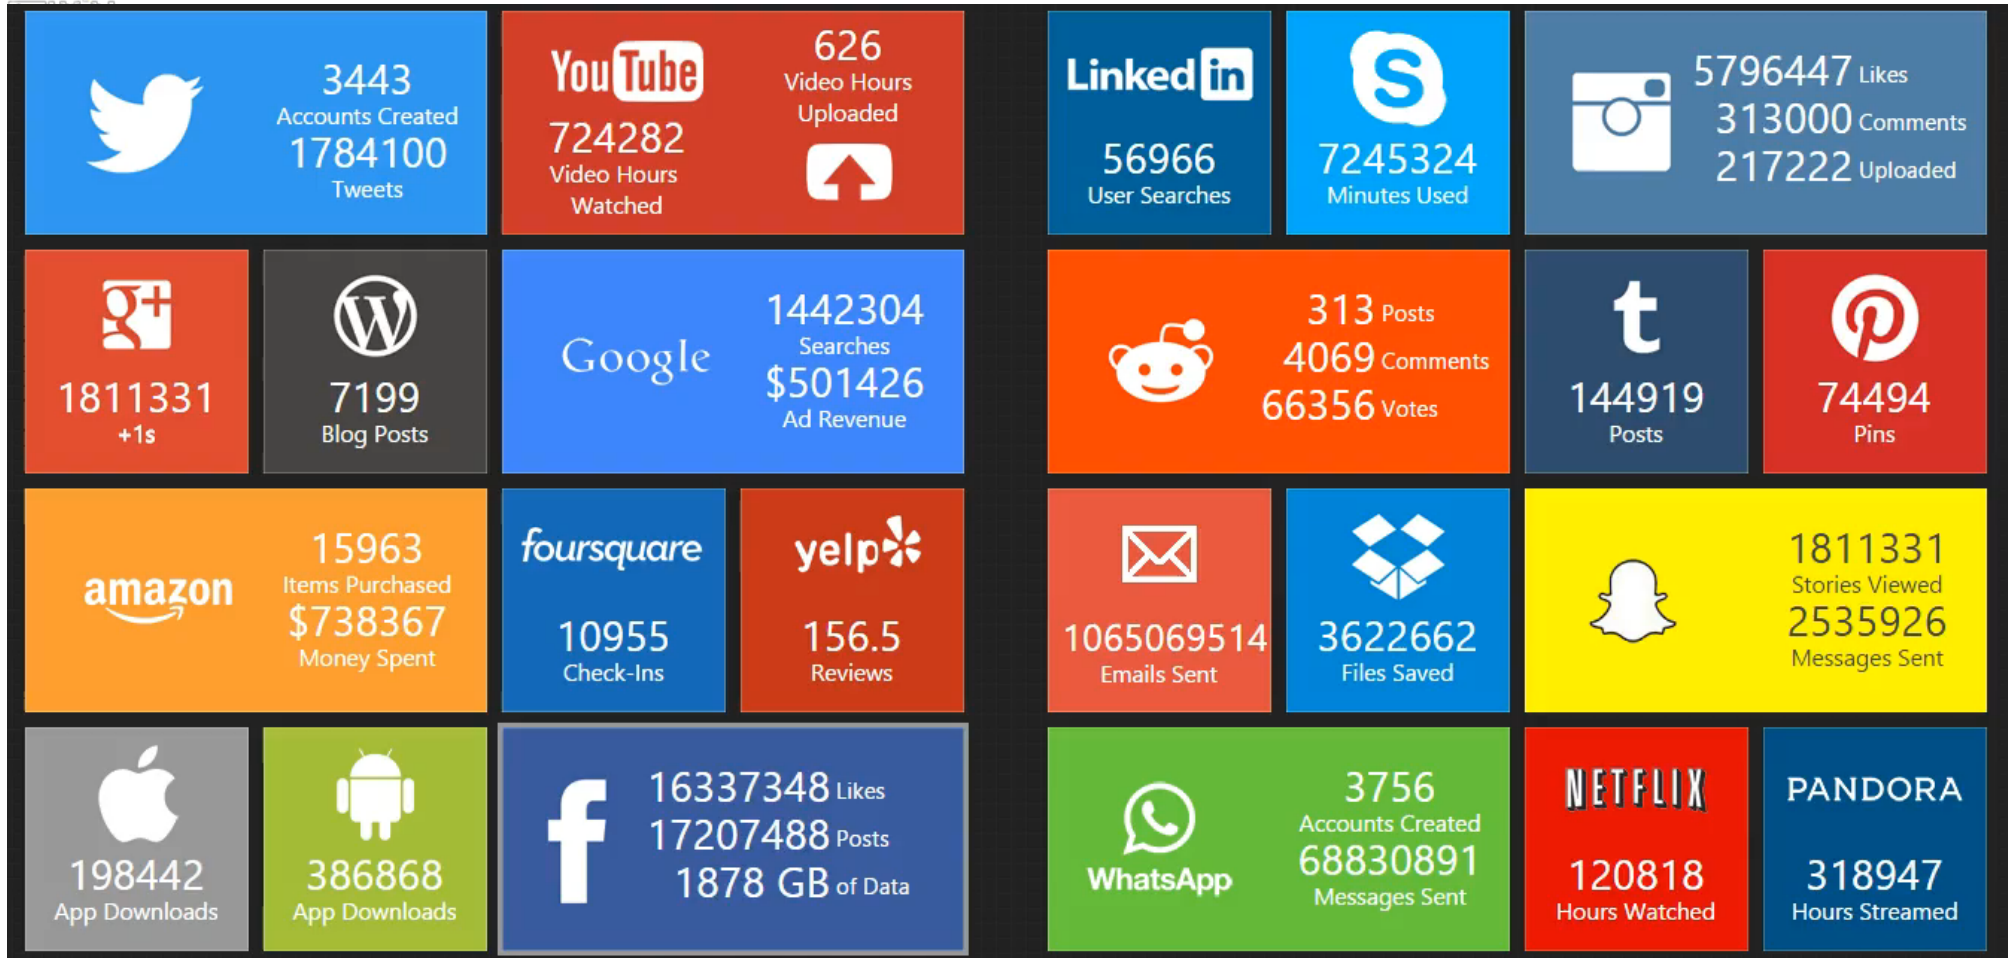 3443
Accounts Created
1784100
Tweets
YouTube
724282
Video Hours
Watched
626
Video Hours
Uploaded
Linked in
56966
User Searches
7245324
Minutes Used
5796447 Likes
313000 Comments
217222 Uploaded
g+
1811331
+1s
7199
Blog Posts
Google
1442304
Searches
$501426
Ad Revenue
313 Posts
4069 Comments
66356 Votes
t
144919
Posts
74494
Pins
amazon
15963
Items Purchased
$738367
Money Spent
foursquare
10955
Check-Ins
yelp
156.5
Reviews
1065069514
Emails Sent
3622662
Files Saved
1811331
Stories Viewed
2535926
Messages Sent
198442
App Downloads
386868
App Downloads
f
16337348 Likes
17207488 Posts
1878 GB of Data
WhatsApp
3756
Accounts Created
68830891
Messages Sent
NETFLIX
120818
Hours Watched
PANDORA
318947
Hours Streamed